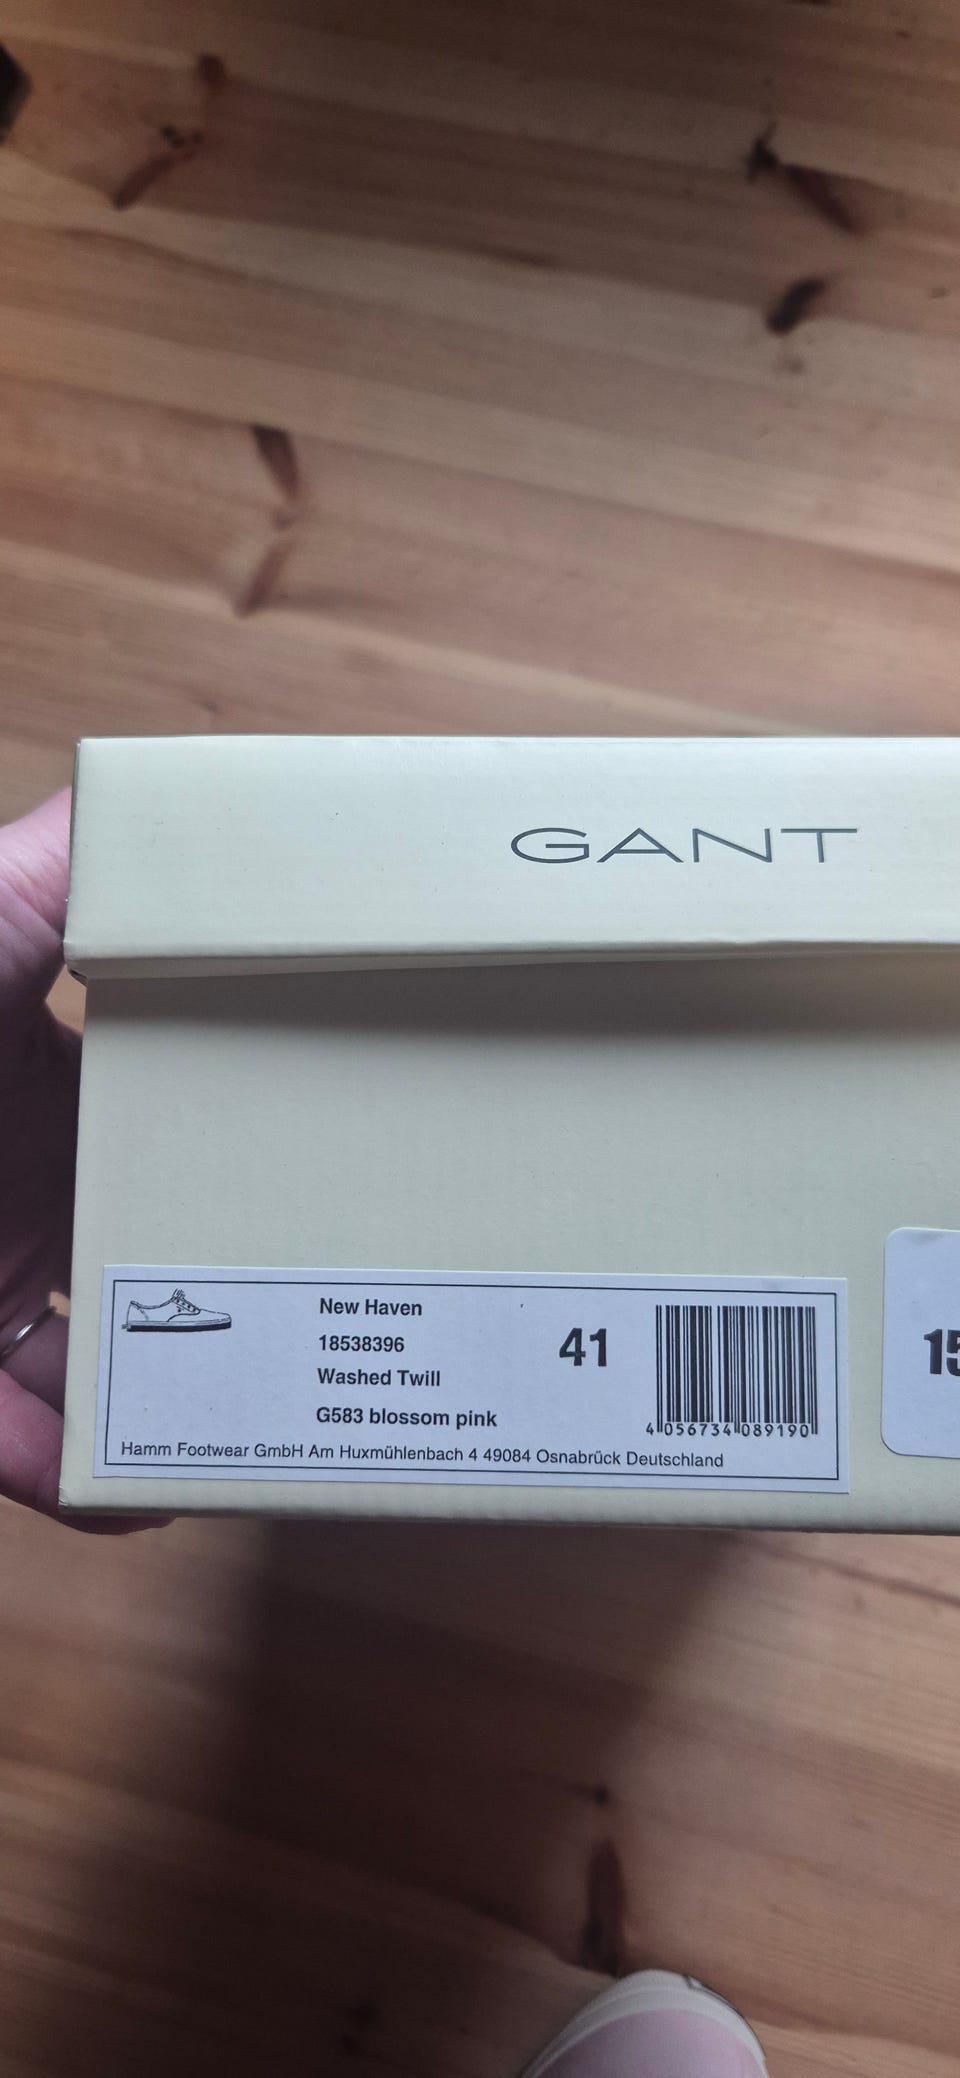 GANT
New Haven
18538396
Washed Twill
G583 blossom pink
41
4 056734 089190
Hamm Footwear GmbH Am Huxmühlenbach 4 49084 Osnabrück Deutschland